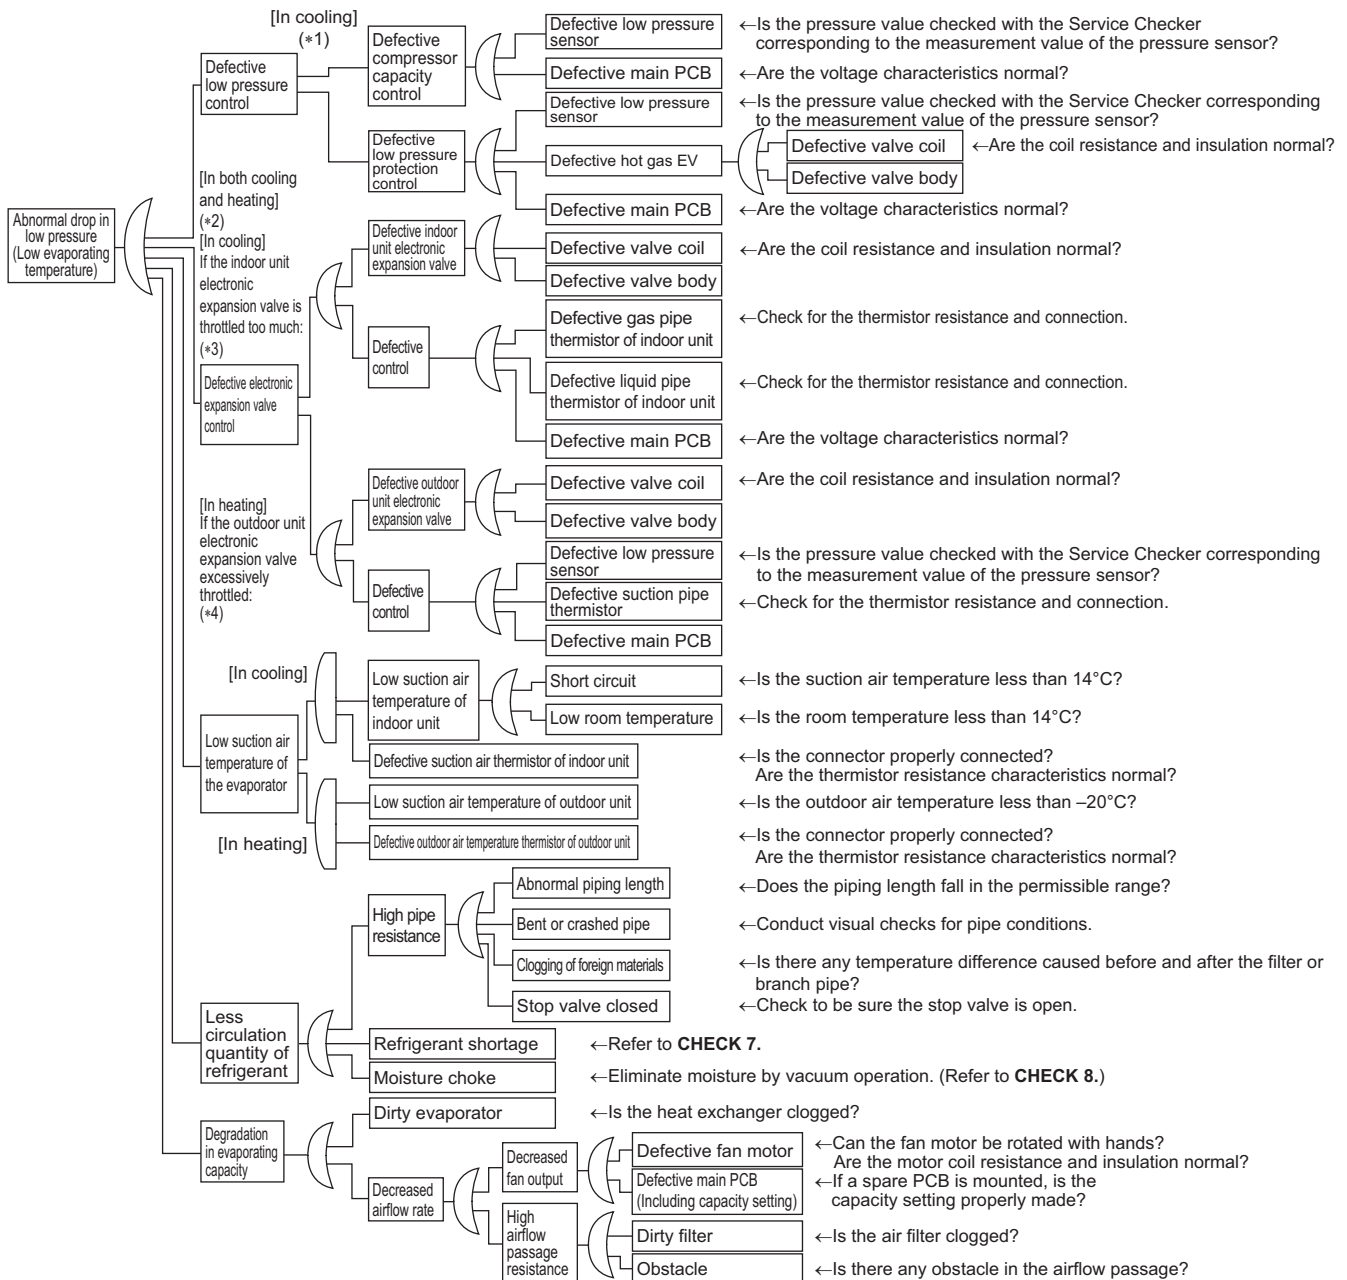 [In cooling]
(∗1)
Abnormal drop in
low pressure
(Low evaporating
temperature)
Defective
low pressure
control
Defective
compressor
capacity
control
Defective low pressure
sensor
←Is the pressure value checked with the Service Checker
corresponding to the measurement value of the pressure sensor?
Defective main PCB
←Are the voltage characteristics normal?
Defective
low pressure
protection
control
Defective low pressure
sensor
←Is the pressure value checked with the Service Checker corresponding
to the measurement value of the pressure sensor?
Defective hot gas EV
Defective valve coil
←Are the coil resistance and insulation normal?
Defective valve body
Defective main PCB
←Are the voltage characteristics normal?
[In both cooling
and heating]
(∗2)
[In cooling]
If the indoor unit
electronic
expansion valve is
throttled too much:
(∗3)
Defective electronic
expansion valve
control
Defective indoor
unit electronic
expansion valve
Defective valve coil
←Are the coil resistance and insulation normal?
Defective valve body
Defective
control
Defective gas pipe
thermistor of indoor unit
←Check for the thermistor resistance and connection.
Defective liquid pipe
thermistor of indoor unit
←Check for the thermistor resistance and connection.
Defective main PCB
←Are the voltage characteristics normal?
[In heating]
If the outdoor unit
electronic
expansion valve
excessively
throttled:
(∗4)
Defective outdoor
unit electronic
expansion valve
Defective valve coil
←Are the coil resistance and insulation normal?
Defective valve body
Defective
control
Defective low pressure
sensor
←Is the pressure value checked with the Service Checker corresponding
to the measurement value of the pressure sensor?
Defective suction pipe
thermistor
←Check for the thermistor resistance and connection.
Defective main PCB
Low suction air
temperature of
the evaporator
[In cooling]
Low suction air
temperature of
indoor unit
Short circuit
←Is the suction air temperature less than 14°C?
Low room temperature
←Is the room temperature less than 14°C?
Defective suction air thermistor of indoor unit
←Is the connector properly connected?
Are the thermistor resistance characteristics normal?
[In heating]
Low suction air temperature of outdoor unit
←Is the outdoor air temperature less than –20°C?
Defective outdoor air temperature thermistor of outdoor unit
←Is the connector properly connected?
Are the thermistor resistance characteristics normal?
Less
circulation
quantity of
refrigerant
High pipe
resistance
Abnormal piping length
←Does the piping length fall in the permissible range?
Bent or crashed pipe
←Conduct visual checks for pipe conditions.
Clogging of foreign materials
←Is there any temperature difference caused before and after the filter or
branch pipe?
Stop valve closed
←Check to be sure the stop valve is open.
Refrigerant shortage
←Refer to CHECK 7.
Moisture choke
←Eliminate moisture by vacuum operation. (Refer to CHECK 8.)
Degradation
in evaporating
capacity
Dirty evaporator
←Is the heat exchanger clogged?
Decreased
airflow rate
Decreased
fan output
Defective fan motor
←Can the fan motor be rotated with hands?
Are the motor coil resistance and insulation normal?
Defective main PCB
(Including capacity setting)
←If a spare PCB is mounted, is the
capacity setting properly made?
High
airflow
passage
resistance
Dirty filter
←Is the air filter clogged?
Obstacle
←Is there any obstacle in the airflow passage?